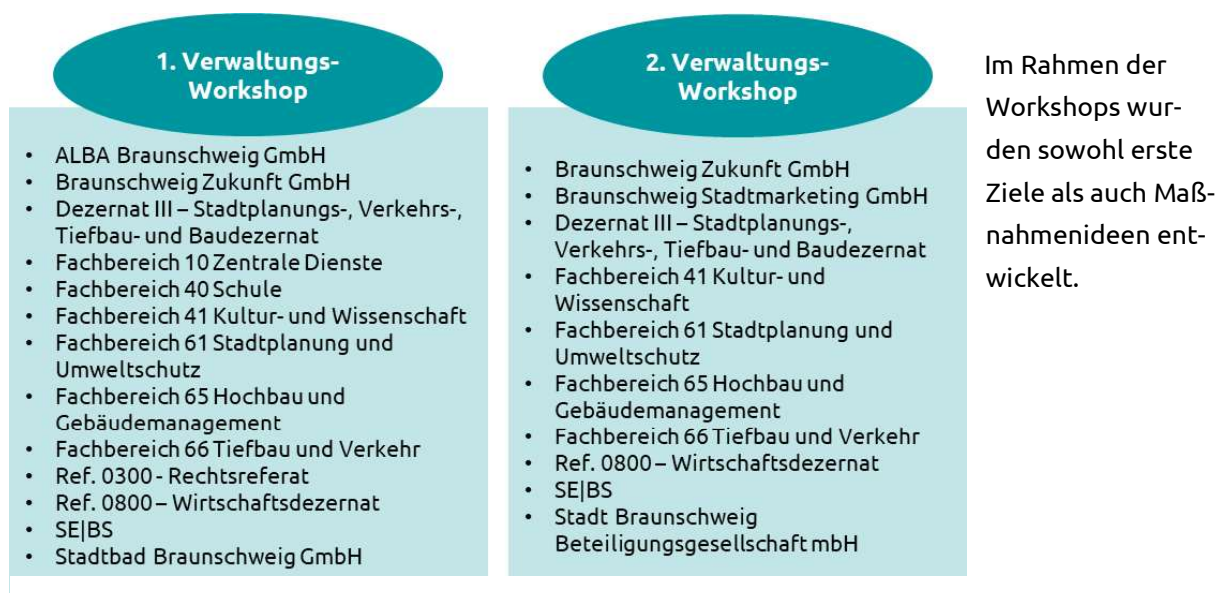 1. Verwaltungs-
Workshop
• ALBA Braunschweig GmbH
• Braunschweig Zukunft GmbH
• Dezernat III – Stadtplanungs-, Verkehrs-,
Tiefbau- und Baudezernat
• Fachbereich 10 Zentrale Dienste
• Fachbereich 40 Schule
• Fachbereich 41 Kultur- und Wissenschaft
• Fachbereich 61 Stadtplanung und
Umweltschutz
• Fachbereich 65 Hochbau und
Gebäudemanagement
• Fachbereich 66 Tiefbau und Verkehr
• Ref. 0300 - Rechtsreferat
• Ref. 0800 – Wirtschaftsdezernat
• SE|BS
• Stadtbad Braunschweig GmbH
2. Verwaltungs-
Workshop
• Braunschweig Zukunft GmbH
• Braunschweig Stadtmarketing GmbH
• Dezernat III – Stadtplanungs-,
Verkehrs-, Tiefbau- und Baudezernat
• Fachbereich 41 Kultur- und
Wissenschaft
• Fachbereich 61 Stadtplanung und
Umweltschutz
• Fachbereich 65 Hochbau und
Gebäudemanagement
• Fachbereich 66 Tiefbau und Verkehr
• Ref. 0800 – Wirtschaftsdezernat
• SE|BS
• Stadt Braunschweig
Beteiligungsgesellschaft mbH
Im Rahmen der
Workshops wur-
den sowohl erste
Ziele als auch Maß-
nahmenideen ent-
wickelt.